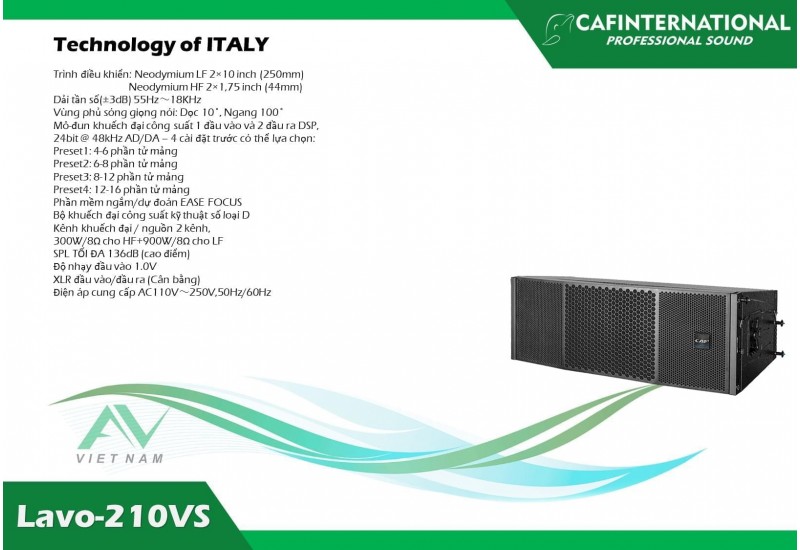 CAFINTERNATIONAL
PROFESSIONAL SOUND
Technology of ITALY
Trình điều khiển: Neodymium LF 2×10 inch (250mm)
Neodymium HF 2×1,75 inch (44mm)
Dải tần số(±3dB) 55Hz~18KHz
Vùng phủ sóng giọng nói: Dọc 10°, Ngang 100°
Mô-đun khuếch đại công suất 1 đầu vào và 2 đầu ra DSP,
24bit @ 48kHz AD/DA – 4 cài đặt trước có thể lựa chọn:
Preset1: 4-6 phần tử mảng
Preset2: 6-8 phần tử mảng
Preset3: 8-12 phần tử mảng
Preset4: 12-16 phần tử mảng
Phần mềm ngắm/dự đoán EASE FOCUS
Bộ khuếch đại công suất kỹ thuật số loại D
Kênh khuếch đại / nguồn 2 kênh,
300W/8Ω cho HF+900W/8Ω cho LF
SPL TỐI ĐA 136dB (cao điểm)
Độ nhạy đầu vào 1.0V
XLR đầu vào/đầu ra (Cân bằng)
Điện áp cung cấp AC110V~250V,50Hz/60Hz
CAF
AV
VIET NAM
Lavo-210VS